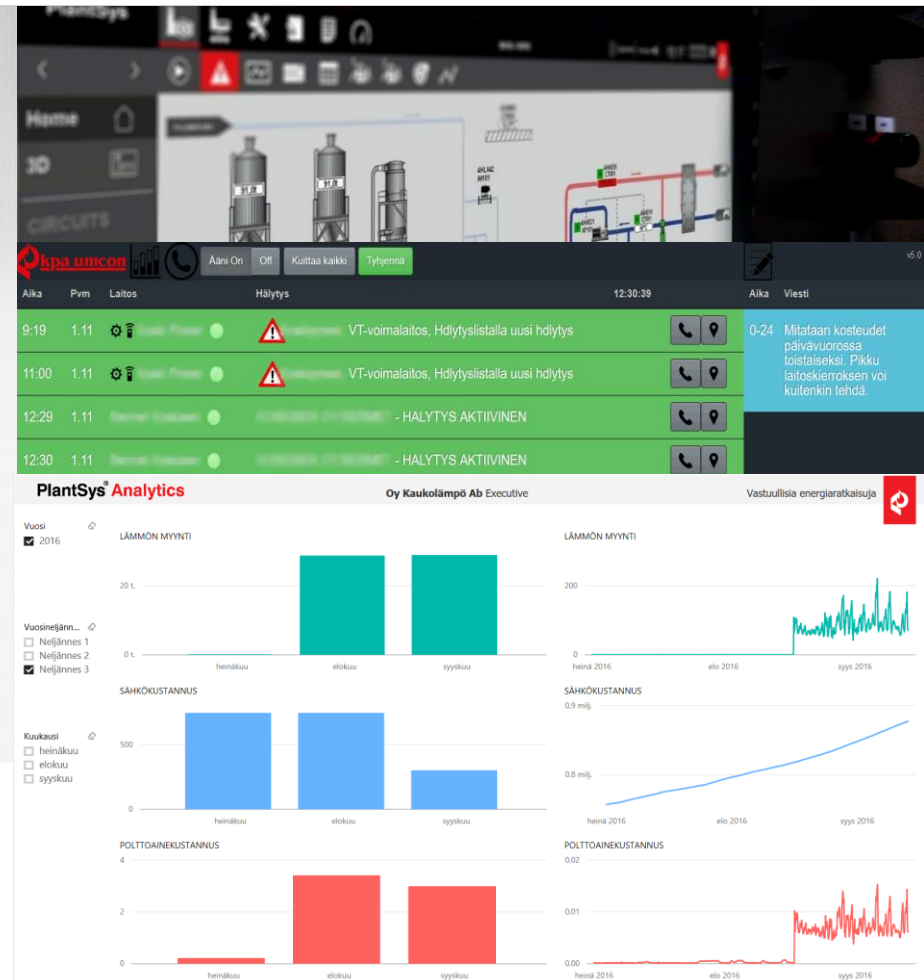 PlantSys
Home
3D
CIRCUITS
91,0t
91,0t
4HLA42
AA101
kpa unicon
Ääni On
Off
Kuittaa kaikki
Tyhjennä
v5.0
Aika Pvm Laitos Hälytys 12:30:39
Aika Viesti
9:19 1.11 VT-voimalaitos, Hdlytyslistalla uusi hdlytys
11:00 1.11 VT-voimalaitos, Hdlytyslistalla uusi hdlytys
12:29 1.11 - HALYTYS AKTIIVINEN
12:30 1.11 - HALYTYS AKTIIVINEN
0-24 Mitataan kosteudet
päivävuorossa
toistaiseksi. Pikku
laitoskierroksen voi
kuitenkin tehdä.
PlantSys® Analytics
Oy Kaukolämpö Ab Executive
Vastuullisia energiaratkaisuja
Vuosi
2016
Vuosineljänn...
Neljännes 1
Neljännes 2
Neljännes 3
Kuukausi
heinäkuu
elokuu
syyskuu
LÄMMÖN MYYNTI
20 t.
0 t.
heinäkuu elokuu syyskuu
LÄMMÖN MYYNTI
200
0
heinä 2016 elo 2016 syys 2016
SÄHKÖKUSTANNUS
500
0
heinäkuu elokuu syyskuu
SÄHKÖKUSTANNUS
0.9 milj.
0.8 milj.
heinä 2016 elo 2016 syys 2016
POLTTOAINEKUSTANNUS
4
2
0
heinäkuu elokuu syyskuu
POLTTOAINEKUSTANNUS
0,02
0,01
0,00
heinä 2016 elo 2016 syys 2016